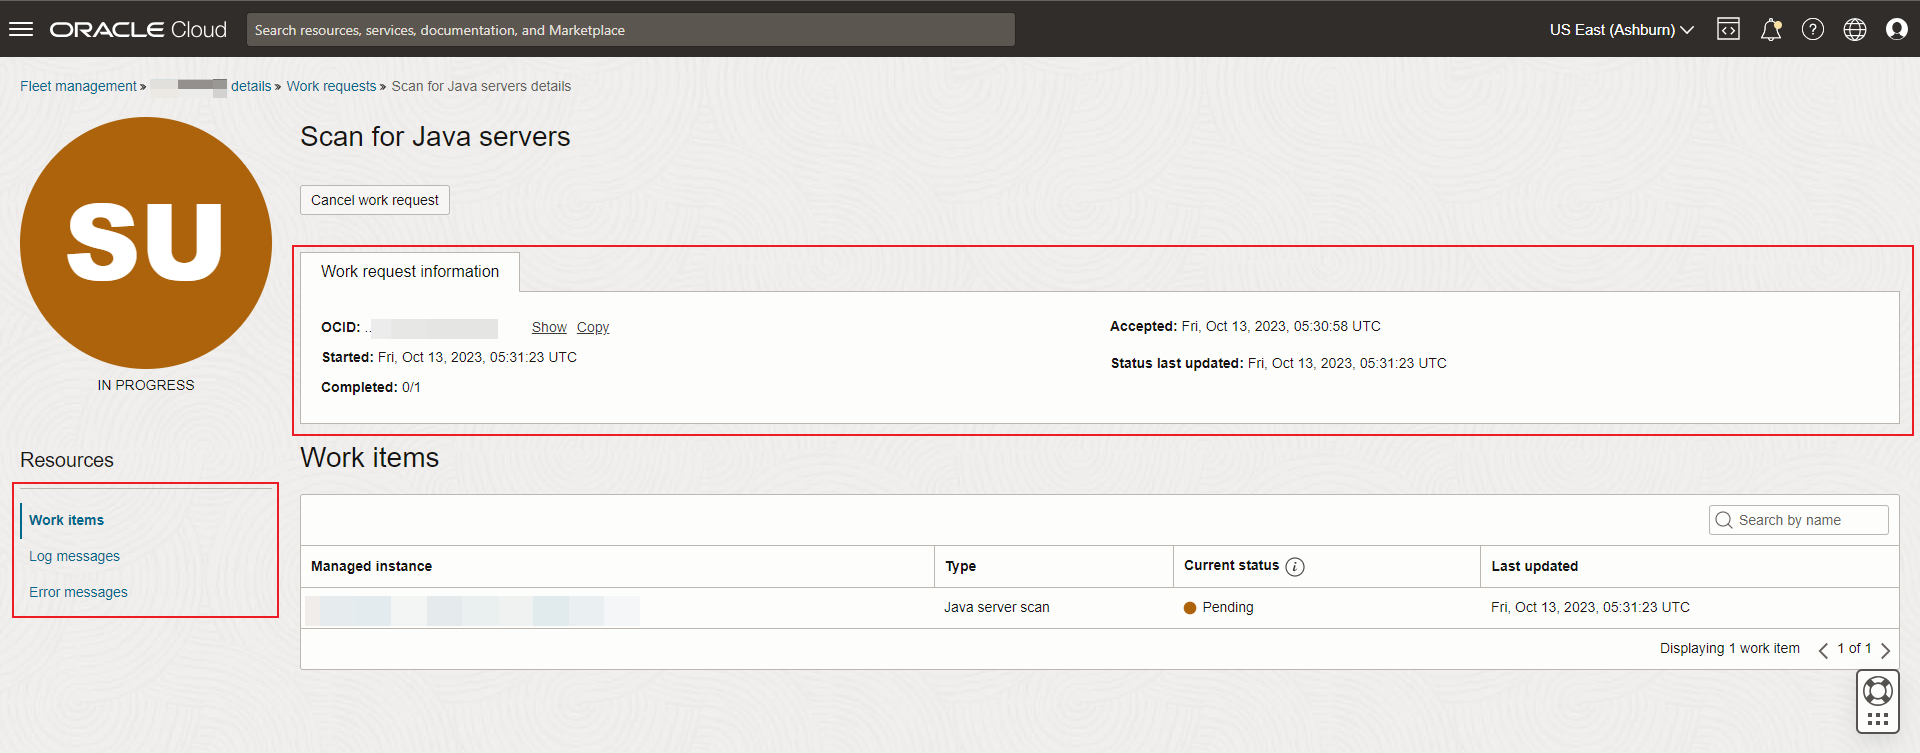 ORACLE Cloud
Search resources, services, documentation, and Marketplace
US East (Ashburn)
Fleet management » details » Work requests » Scan for Java servers details
SU
IN PROGRESS
Scan for Java servers
Cancel work request
Work request information
OCID: .. Show Copy
Started: Fri, Oct 13, 2023, 05:31:23 UTC
Completed: 0/1
Accepted: Fri, Oct 13, 2023, 05:30:58 UTC
Status last updated: Fri, Oct 13, 2023, 05:31:23 UTC
Resources
Work items
Log messages
Error messages
Work items
Search by name
Managed instance Type Current status i Last updated
Java server scan Pending Fri, Oct 13, 2023, 05:31:23 UTC
Displaying 1 work item 1 of 1